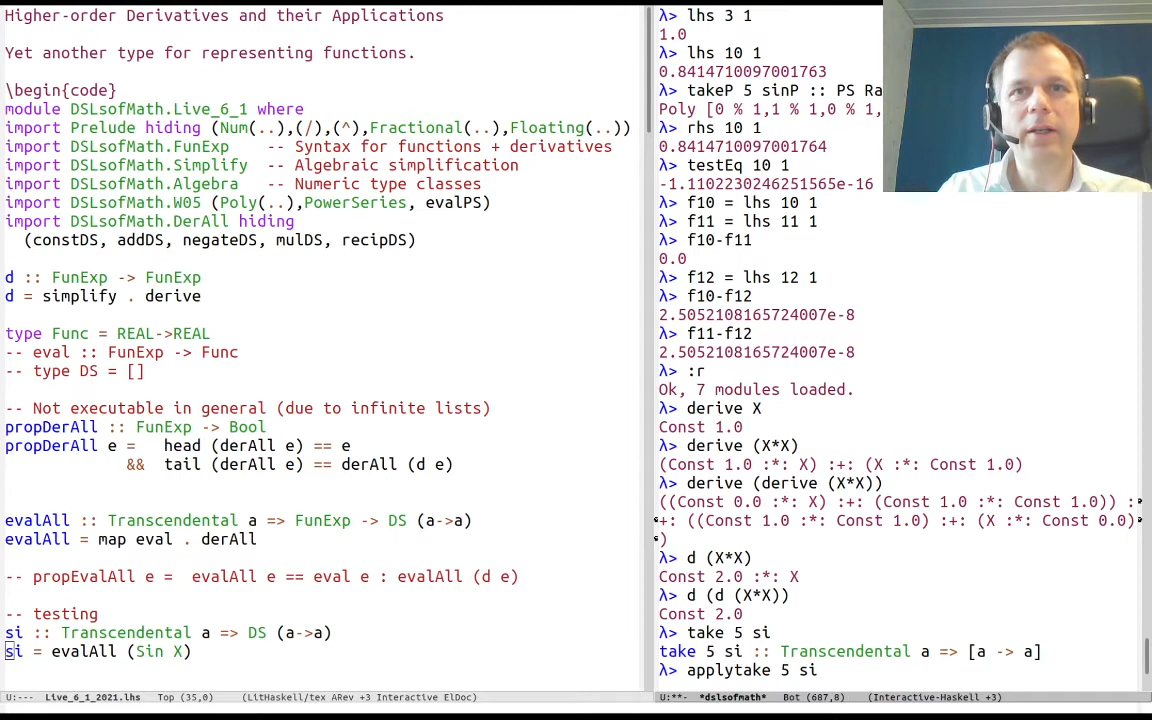 Higher-order Derivatives and their Applications
Yet another type for representing functions.
\begin{code}
module DSLsofMath.Live_6_1 where
import Prelude hiding (Num(..),(/),(^),Fractional(..),Floating(..))
import DSLsofMath.FunExp    -- Syntax for functions + derivatives
import DSLsofMath.Simplify  -- Algebraic simplification
import DSLsofMath.Algebra   -- Numeric type classes
import DSLsofMath.W05 (Poly(..),PowerSeries, evalPS)
import DSLsofMath.DerAll hiding
  (constDS, addDS, negateDS, mulDS, recipDS)
d :: FunExp -> FunExp
d = simplify . derive
type Func = REAL->REAL
-- eval :: FunExp -> Func
-- type DS = []
-- Not executable in general (due to infinite lists)
propDerAll :: FunExp -> Bool
propDerAll e =   head (derAll e) == e
             &&  tail (derAll e) == derAll (d e)
evalAll :: Transcendental a => FunExp -> DS (a->a)
evalAll = map eval . derAll
-- propEvalAll e =  evalAll e == eval e : evalAll (d e)
-- testing
si :: Transcendental a => DS (a->a)
si = evalAll (Sin X)
U:---  Live_6_1_2021.lhs   Top (35,0)     (LitHaskell/tex ARev +3 Interactive ElDoc)
λ> lhs 3 1
1.0
λ> lhs 10 1
0.8414710097001763
λ> takeP 5 sinP :: PS Ra
Poly [0 % 1,1 % 1,0 % 1,
λ> rhs 10 1
0.8414710097001764
λ> testEq 10 1
-1.1102230246251565e-16
λ> f10 = lhs 10 1
λ> f11 = lhs 11 1
λ> f10-f11
0.0
λ> f12 = lhs 12 1
λ> f10-f12
2.5052108165724007e-8
λ> f11-f12
2.5052108165724007e-8
λ> :r
Ok, 7 modules loaded.
λ> derive X
Const 1.0
λ> derive (X*X)
(Const 1.0 :*: X) :+: (X :*: Const 1.0)
λ> derive (derive (X*X))
((Const 0.0 :*: X) :+: (Const 1.0 :*: Const 1.0)) :
+: ((Const 1.0 :*: Const 1.0) :+: (X :*: Const 0.0)
)
λ> d (X*X)
Const 2.0 :*: X
λ> d (d (X*X))
Const 2.0
λ> take 5 si
take 5 si :: Transcendental a => [a -> a]
λ> applytake 5 si
U:**-  *dslsofmath*   Bot (687,8)    (Interactive-Haskell +3)